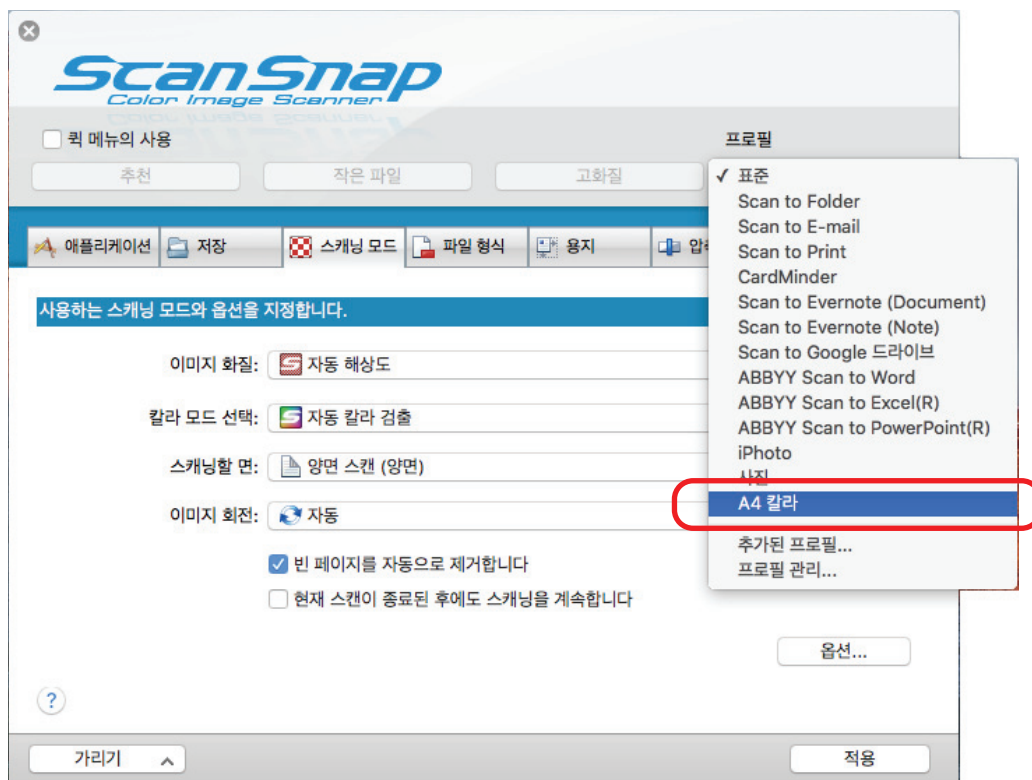 ScanSnap
Color Image Scanner
퀵 메뉴의 사용
프로필
추천
작은 파일
고화질
✓ 표준
Scan to Folder
Scan to E-mail
Scan to Print
CardMinder
Scan to Evernote (Document)
Scan to Evernote (Note)
Scan to Google 드라이브
ABBYY Scan to Word
ABBYY Scan to Excel(R)
ABBYY Scan to PowerPoint(R)
iPhoto
사진
A4 칼라
추가된 프로필...
프로필 관리...
애플리케이션
저장
스캐닝 모드
파일 형식
용지
사용하는 스캐닝 모드와 옵션을 지정합니다.
이미지 화질: 자동 해상도
칼라 모드 선택: 자동 칼라 검출
스캐닝할 면: 양면 스캔 (양면)
이미지 회전: 자동
빈 페이지를 자동으로 제거합니다
현재 스캔이 종료된 후에도 스캐닝을 계속합니다
옵션...
?
가리기
적용